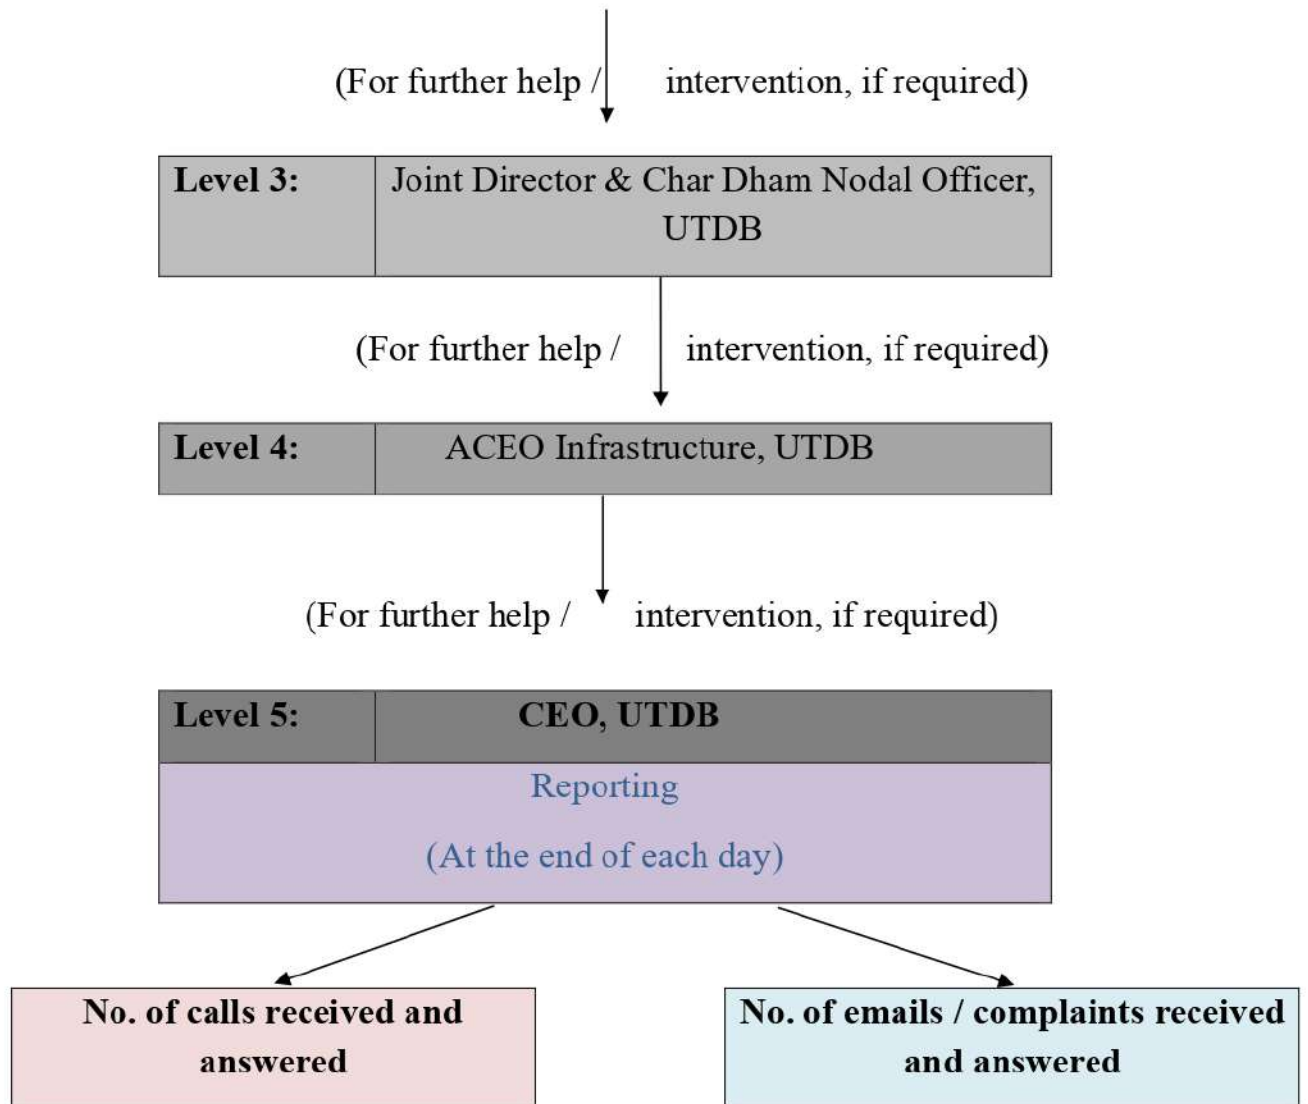 (For further help / intervention, if required)
Level 3: Joint Director & Char Dham Nodal Officer,
UTDB
(For further help / intervention, if required)
Level 4: ACEO Infrastructure, UTDB
(For further help / intervention, if required)
Level 5: CEO, UTDB
Reporting
(At the end of each day)
No. of calls received and
answered
No. of emails / complaints received
and answered